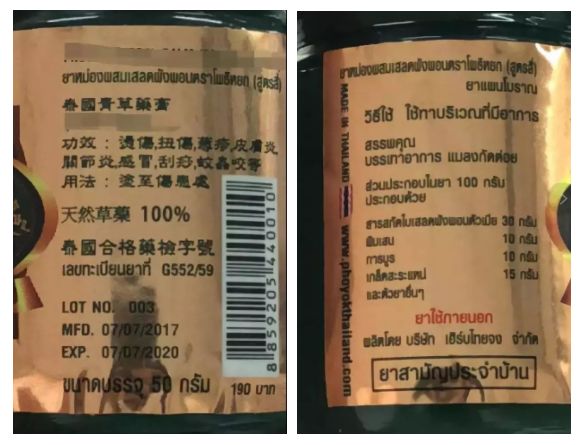 ยาหม่องผสมเสลดพังพอนตราโพธิ์หยก (สูตรสี่)
泰國青草藥膏
功效：燙傷,扭傷,蕁疹,皮膚炎
關節炎,感冒,刮痧,蚊蟲咬等
用法：塗至傷患處
天然草藥 100%
泰國合格藥檢字號
เลขทะเบียนยาที่ G552/59
LOT NO. 003
MFD. 07/07/2017
EXP. 07/07/2020
ขนาดบรรจุ 50 กรัม 190 บาท
8 859205 440010
ยาหม่องผสมเสลดพังพอนตราโพธิ์หยก (สูตรสี่)
ยาแผนโบราณ
วิธีใช้ ใช้ทาบริเวณที่มีอาการ
สรรพคุณ
บรรเทาอาการ แมลงกัดต่อย
ส่วนประกอบในยา 100 กรัม
ประกอบด้วย
สารสกัดใบเสลดพังพอนตัวเมีย 30 กรัม
พิมเสน 10 กรัม
การบูร 10 กรัม
เกล็ดสะระแหน่ 15 กรัม
และตัวยาอื่นๆ
ยาใช้ภายนอก
ผลิตโดย บริษัท เฮิร์บไทยจง จำกัด
ยาสามัญประจำบ้าน
MADE IN THAILAND www.phoyokthailand.com